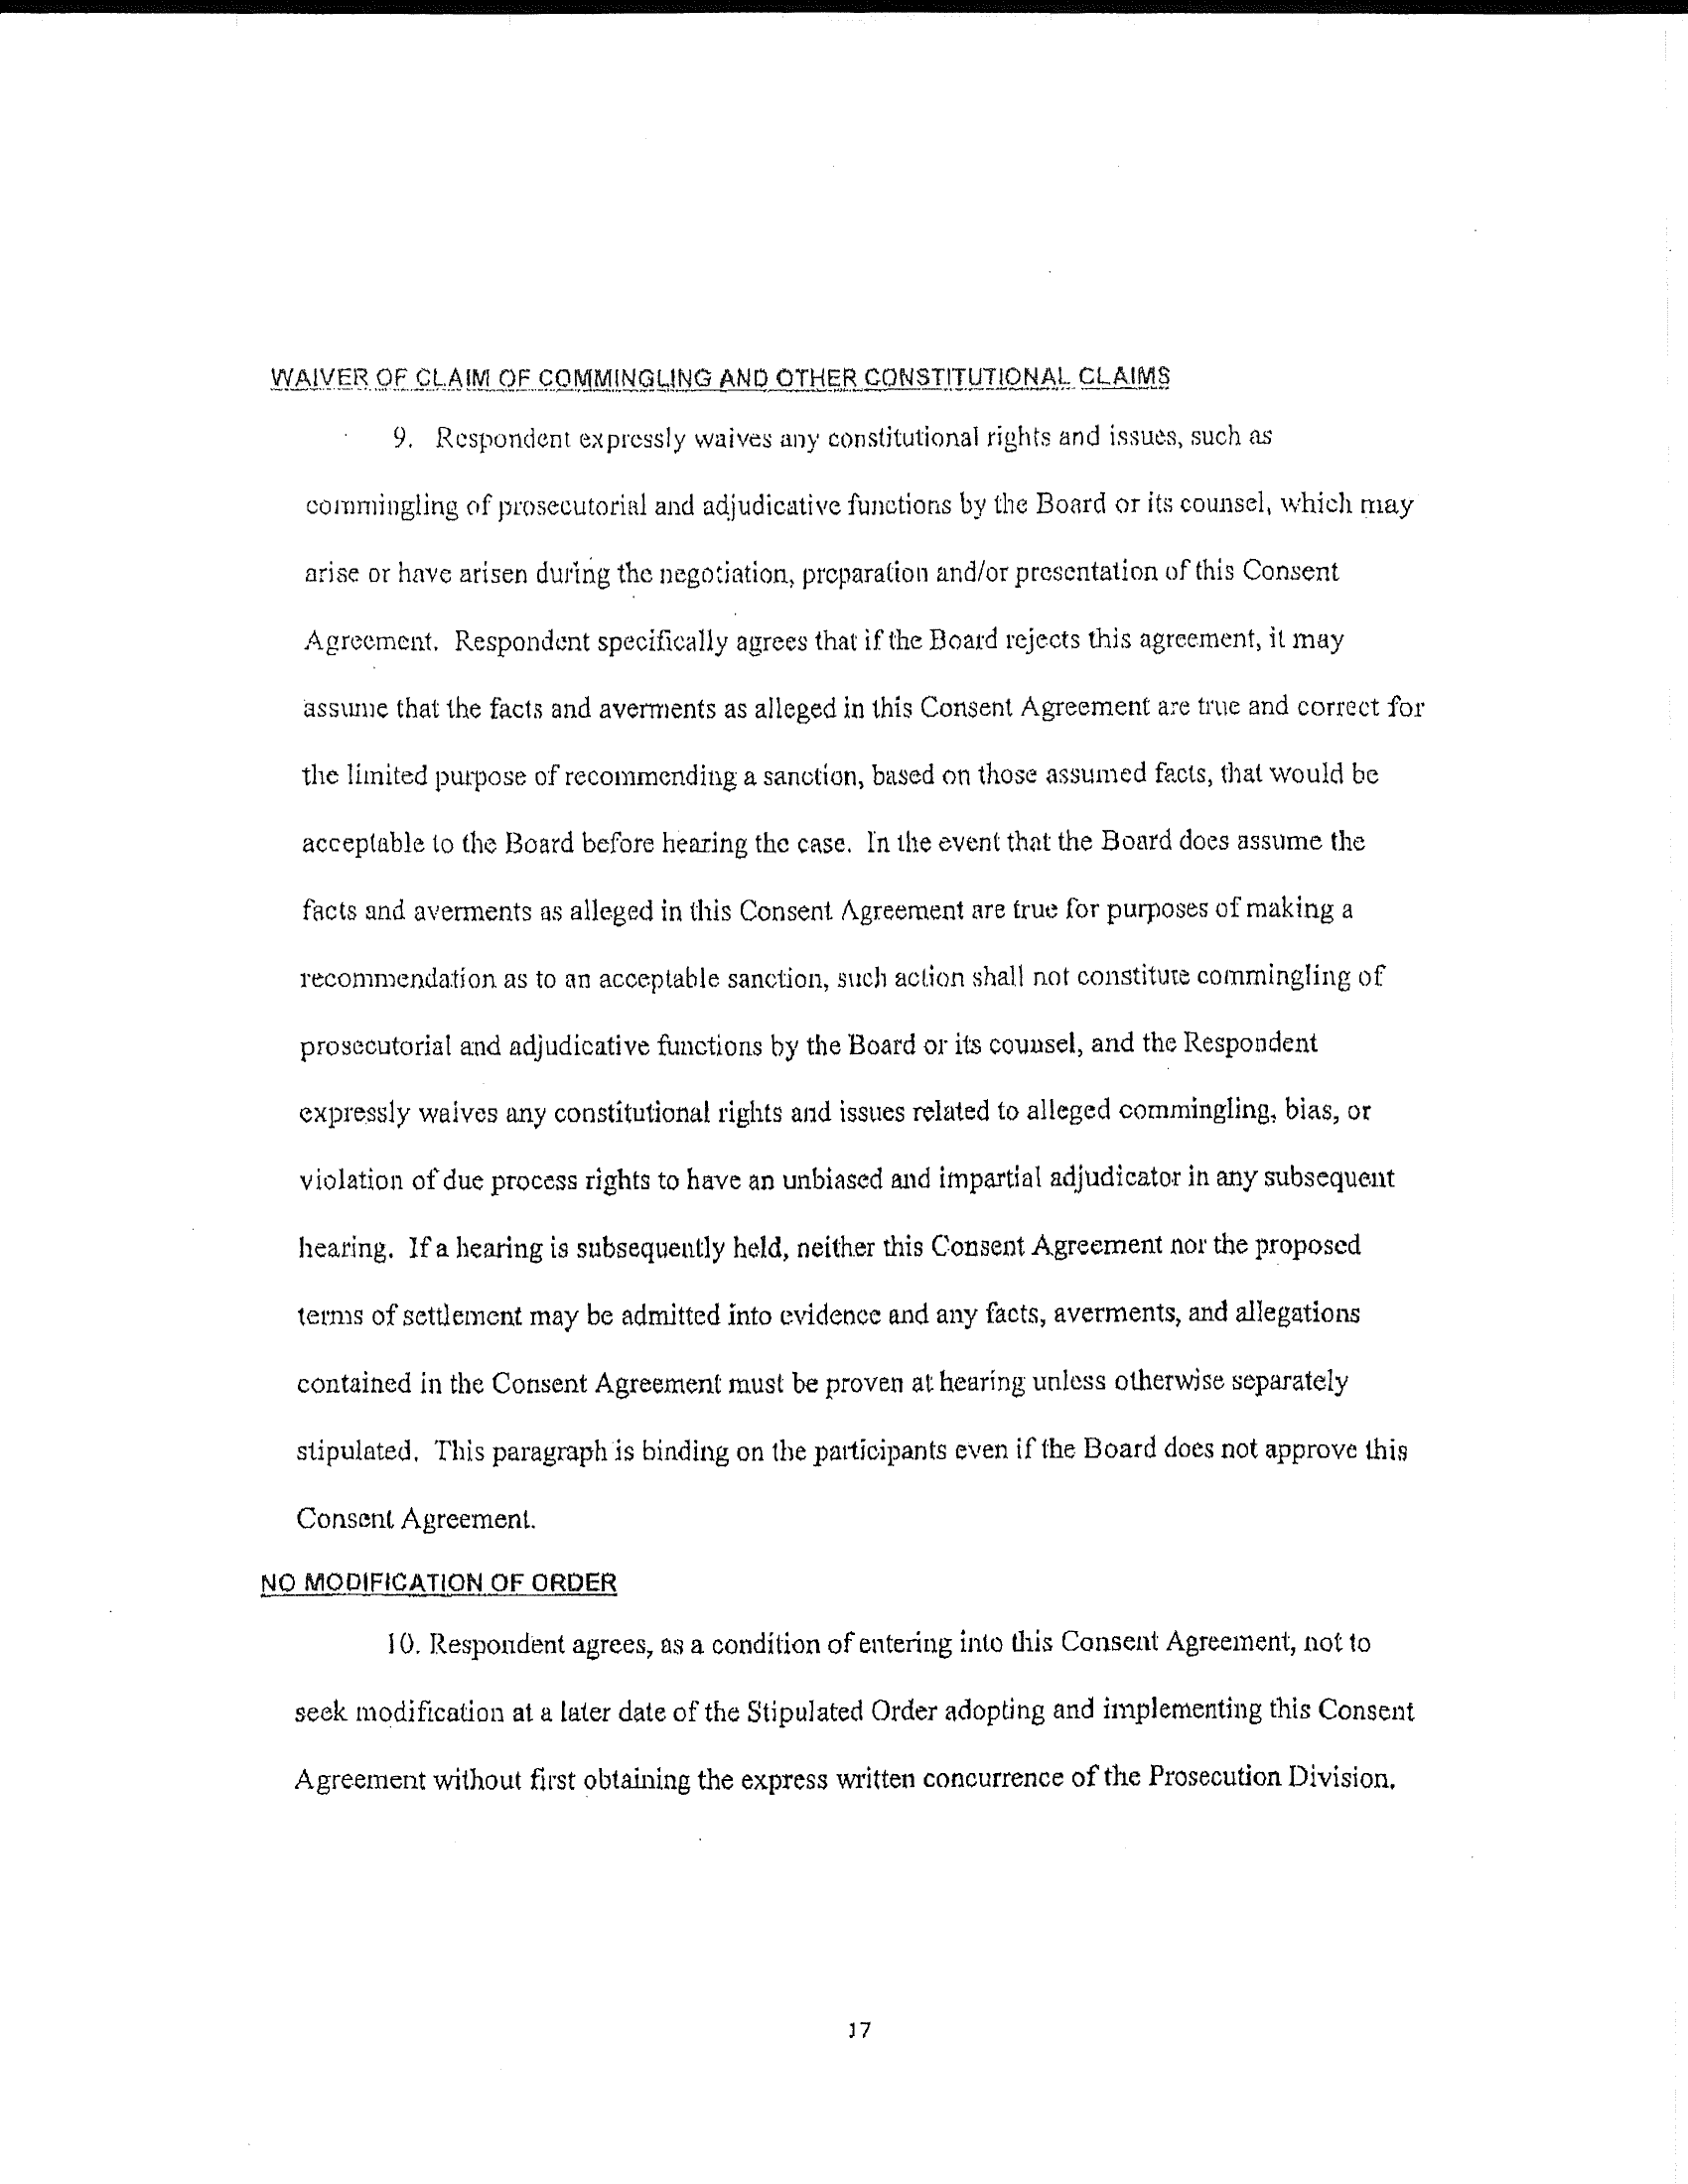 WAIVER OF CLAIM OF COMMINGLING AND OTHER CONSTITUTIONAL CLAIMS
9. Respondent expressly waives any constitutional rights and issues, such as
commingling of prosecutorial and adjudicative functions by the Board or its counsel, which may
arise or have arisen during the negotiation, preparation and/or presentation of this Consent
Agreement. Respondent specifically agrees that if the Board rejects this agreement, it may
assume that the facts and averments as alleged in this Consent Agreement are true and correct for
the limited purpose of recommending a sanction, based on those assumed facts, that would be
acceptable to the Board before hearing the case. In the event that the Board does assume the
facts and averments as alleged in this Consent Agreement are true for purposes of making a
recommendation as to an acceptable sanction, such action shall not constitute commingling of
prosecutorial and adjudicative functions by the Board or its counsel, and the Respondent
expressly waives any constitutional rights and issues related to alleged commingling, bias, or
violation of due process rights to have an unbiased and impartial adjudicator in any subsequent
hearing. If a hearing is subsequently held, neither this Consent Agreement nor the proposed
terms of settlement may be admitted into evidence and any facts, averments, and allegations
contained in the Consent Agreement must be proven at hearing unless otherwise separately
stipulated. This paragraph is binding on the participants even if the Board does not approve this
Consent Agreement.
NO MODIFICATION OF ORDER
10. Respondent agrees, as a condition of entering into this Consent Agreement, not to
seek modification at a later date of the Stipulated Order adopting and implementing this Consent
Agreement without first obtaining the express written concurrence of the Prosecution Division.
17